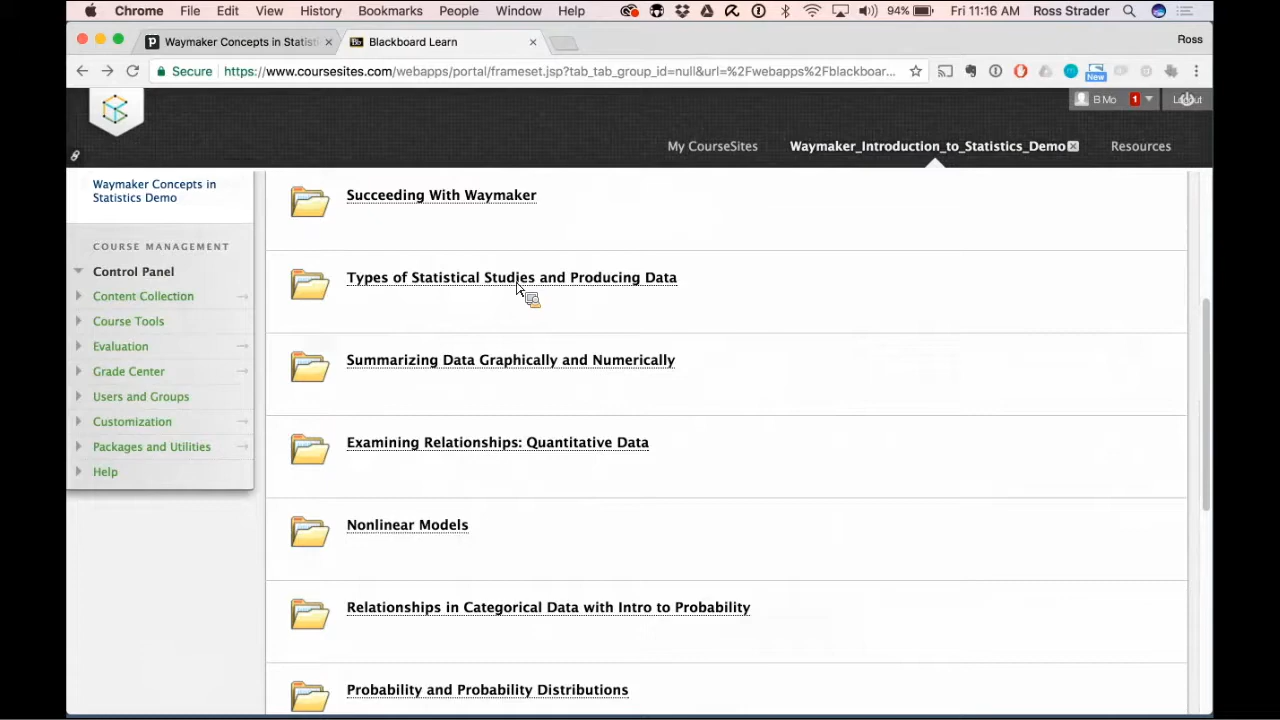 Chrome File Edit View History Bookmarks People Window Help 94% Fri 11:16 AM Ross Strader
Waymaker Concepts in Statisti Blackboard Learn Ross
Secure https://www.coursesites.com/webapps/portal/frameset.jsp?tab_tab_group_id=null&url=%2Fwebapps%2Fblackboar...
New
B Mo 1
My CourseSites Waymaker_Introduction_to_Statistics_Demo Resources
Waymaker Concepts in
Statistics Demo
COURSE MANAGEMENT
Control Panel
Content Collection
Course Tools
Evaluation
Grade Center
Users and Groups
Customization
Packages and Utilities
Help
Succeeding With Waymaker
Types of Statistical Studies and Producing Data
Summarizing Data Graphically and Numerically
Examining Relationships: Quantitative Data
Nonlinear Models
Relationships in Categorical Data with Intro to Probability
Probability and Probability Distributions